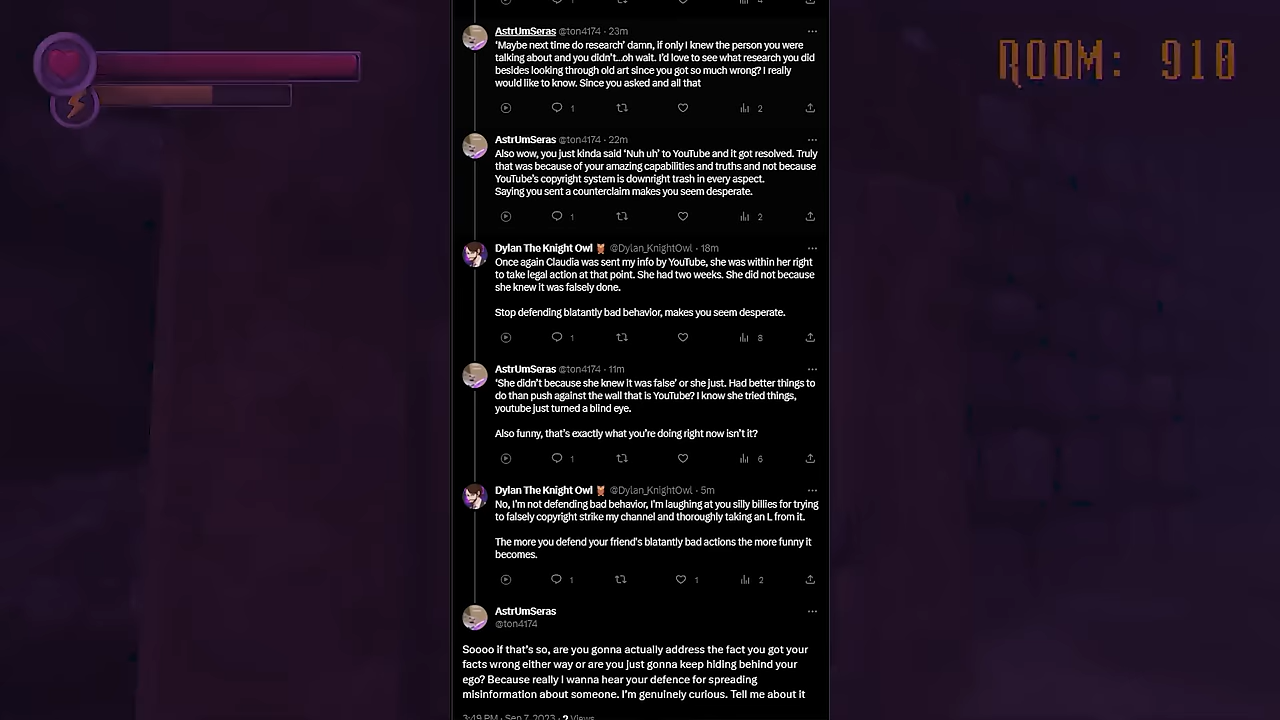 ROOM: 910
4
AstrUmSeras @ton4174 · 23m
‘Maybe next time do research’ damn, if only I knew the person you were
talking about and you didn’t...oh wait. I’d love to see what research you did
besides looking through old art since you got so much wrong? I really
would like to know. Since you asked and all that
1 2
AstrUmSeras @ton4174 · 22m
Also wow, you just kinda said ‘Nuh uh’ to YouTube and it got resolved. Truly
that was because of your amazing capabilities and truths and not because
YouTube’s copyright system is downright trash in every aspect.
Saying you sent a counterclaim makes you seem desperate.
1 2
Dylan The Knight Owl @Dylan_KnightOwl · 18m
Once again Claudia was sent my info by YouTube, she was within her right
to take legal action at that point. She had two weeks. She did not because
she knew it was falsely done.
Stop defending blatantly bad behavior, makes you seem desperate.
1 8
AstrUmSeras @ton4174 · 11m
‘She didn’t because she knew it was false’ or she just. Had better things to
do than push against the wall that is YouTube? I know she tried things,
youtube just turned a blind eye.
Also funny, that’s exactly what you’re doing right now isn’t it?
1 6
Dylan The Knight Owl @Dylan_KnightOwl · 5m
No, I’m not defending bad behavior, I’m laughing at you silly billies for trying
to falsely copyright strike my channel and thoroughly taking an L from it.
The more you defend your friend’s blatantly bad actions the more funny it
becomes.
1 1 2
AstrUmSeras
@ton4174
Soooo if that’s so, are you gonna actually address the fact you got your
facts wrong either way or are you just gonna keep hiding behind your
ego? Because really I wanna hear your defence for spreading
misinformation about someone. I’m genuinely curious. Tell me about it
3:49 PM · Sep 7, 2023 · 2 Views